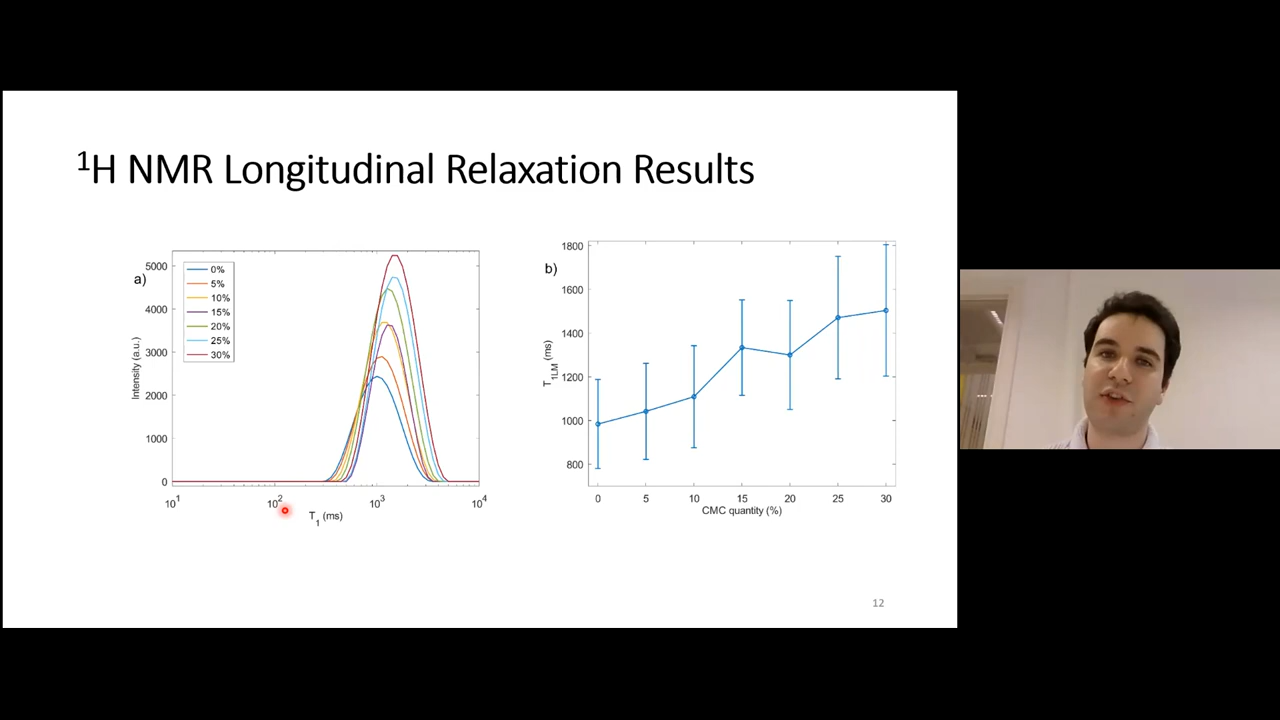 ¹H NMR Longitudinal Relaxation Results
a)
5000
4000
3000
2000
1000
0
Intensity (a.u.)
0%
5%
10%
15%
20%
25%
30%
10¹ 10² 10³ 10⁴
T₁ (ms)
b)
1800
1600
1400
1200
1000
800
T₁LM (ms)
0 5 10 15 20 25 30
CMC quantity (%)
12